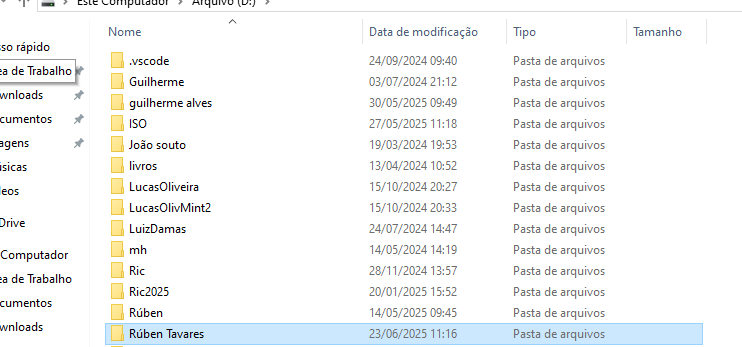 Este Computador > Arquivo (D:) >
Nome Data de modificação Tipo Tamanho
sso rápido
ea de Trabalho
wnloads
cumentos
agens
úsicas
deos
Drive
Computador
ea de Trabalho
cumentos
wnloads
.vscode 24/09/2024 09:40 Pasta de arquivos
Guilherme 03/07/2024 21:12 Pasta de arquivos
guilherme alves 30/05/2025 09:49 Pasta de arquivos
ISO 27/05/2025 11:18 Pasta de arquivos
João souto 19/03/2024 19:53 Pasta de arquivos
livros 13/04/2024 10:52 Pasta de arquivos
LucasOliveira 15/10/2024 20:27 Pasta de arquivos
LucasOlivMint2 15/10/2024 20:33 Pasta de arquivos
LuizDamas 24/07/2024 14:47 Pasta de arquivos
mh 14/05/2024 14:19 Pasta de arquivos
Ric 28/11/2024 13:57 Pasta de arquivos
Ric2025 20/01/2025 15:52 Pasta de arquivos
Rúben 14/05/2025 09:45 Pasta de arquivos
Rúben Tavares 23/06/2025 11:16 Pasta de arquivos